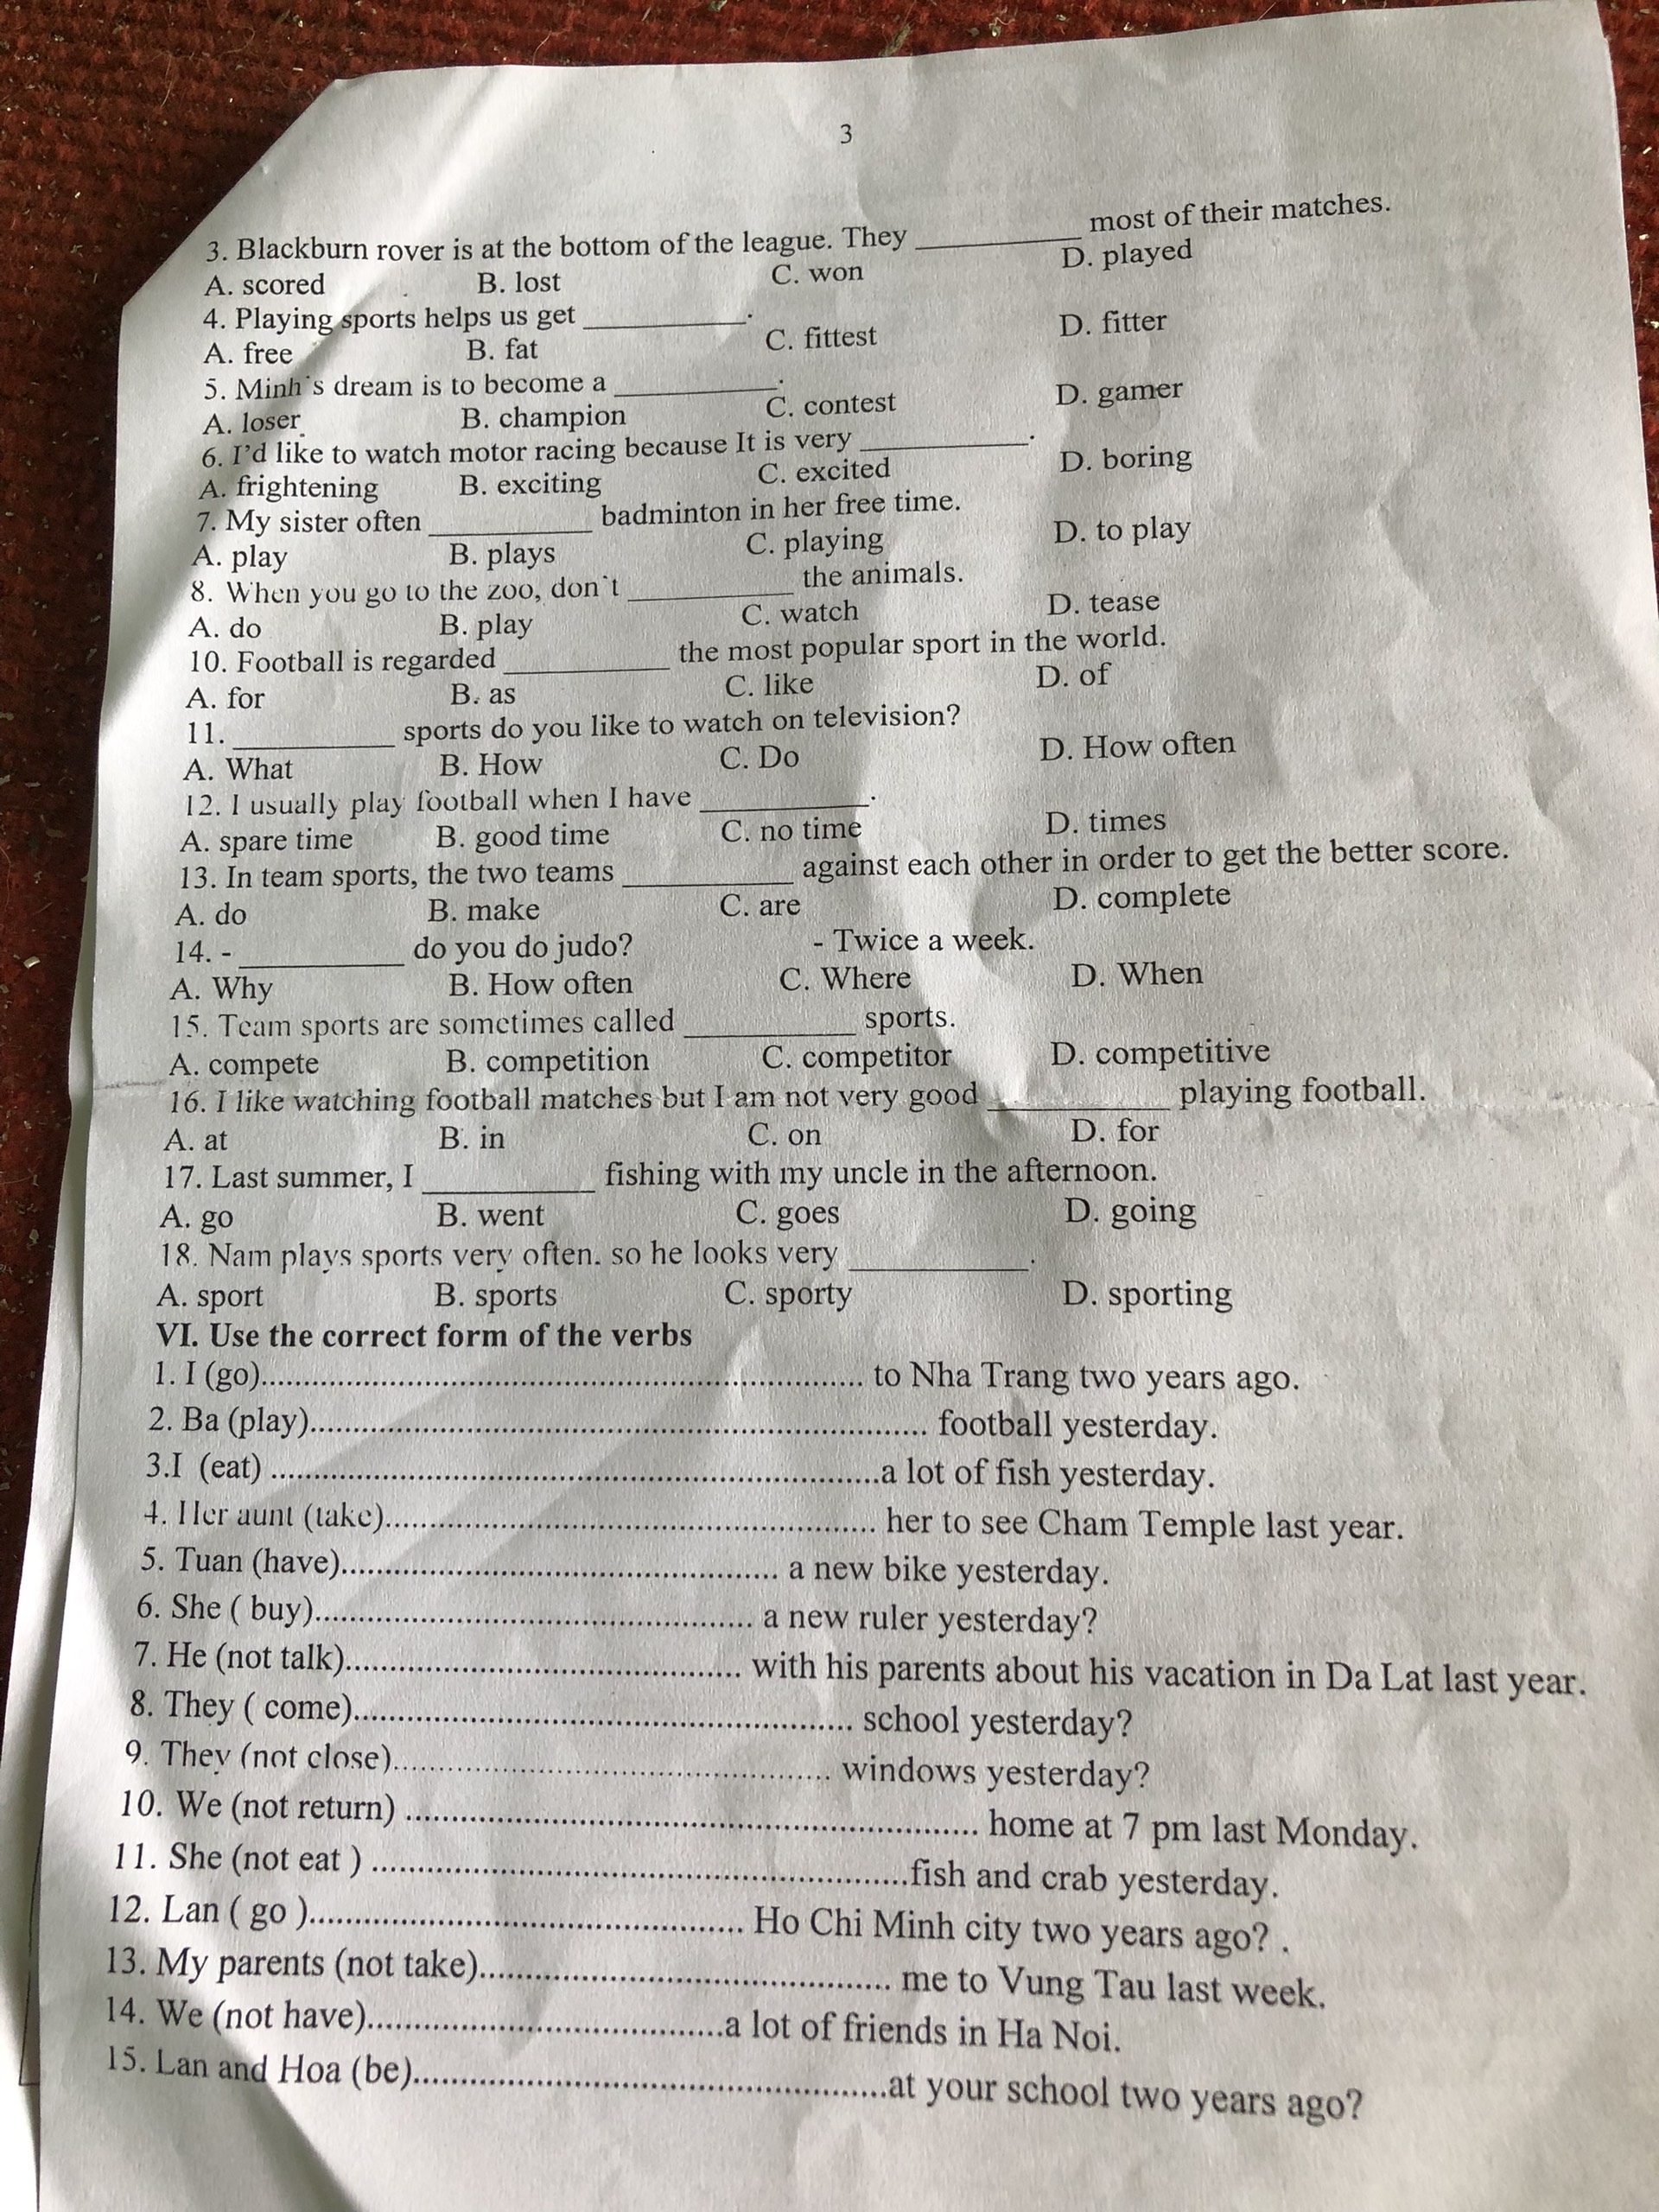 3
3. Blackburn rover is at the bottom of the league. They __________ most of their matches.
A. scored B. lost C. won D. played
4. Playing sports helps us get __________.
A. free B. fat C. fittest D. fitter
5. Minh's dream is to become a __________.
A. loser B. champion C. contest D. gamer
6. I'd like to watch motor racing because It is very __________.
A. frightening B. exciting C. excited D. boring
7. My sister often __________ badminton in her free time.
A. play B. plays C. playing D. to play
8. When you go to the zoo, don't __________ the animals.
A. do B. play C. watch D. tease
10. Football is regarded __________ the most popular sport in the world.
A. for B. as C. like D. of
11. __________ sports do you like to watch on television?
A. What B. How C. Do D. How often
12. I usually play football when I have __________.
A. spare time B. good time C. no time D. times
13. In team sports, the two teams __________ against each other in order to get the better score.
A. do B. make C. are D. complete
14. - __________ do you do judo? - Twice a week.
A. Why B. How often C. Where D. When
15. Team sports are sometimes called __________ sports.
A. compete B. competition C. competitor D. competitive
16. I like watching football matches but I am not very good __________ playing football.
A. at B. in C. on D. for
17. Last summer, I __________ fishing with my uncle in the afternoon.
A. go B. went C. goes D. going
18. Nam plays sports very often. so he looks very __________.
A. sport B. sports C. sporty D. sporting
VI. Use the correct form of the verbs
1. I (go).................... to Nha Trang two years ago.
2. Ba (play).................... football yesterday.
3.I (eat) ....................a lot of fish yesterday.
4. Her aunt (take).................... her to see Cham Temple last year.
5. Tuan (have).................... a new bike yesterday.
6. She ( buy).................... a new ruler yesterday?
7. He (not talk).................... with his parents about his vacation in Da Lat last year.
8. They ( come).................... school yesterday?
9. They (not close).................... windows yesterday?
10. We (not return) .................... home at 7 pm last Monday.
11. She (not eat ) ....................fish and crab yesterday.
12. Lan ( go ).................... Ho Chi Minh city two years ago? .
13. My parents (not take).................... me to Vung Tau last week.
14. We (not have)....................a lot of friends in Ha Noi.
15. Lan and Hoa (be)....................at your school two years ago?